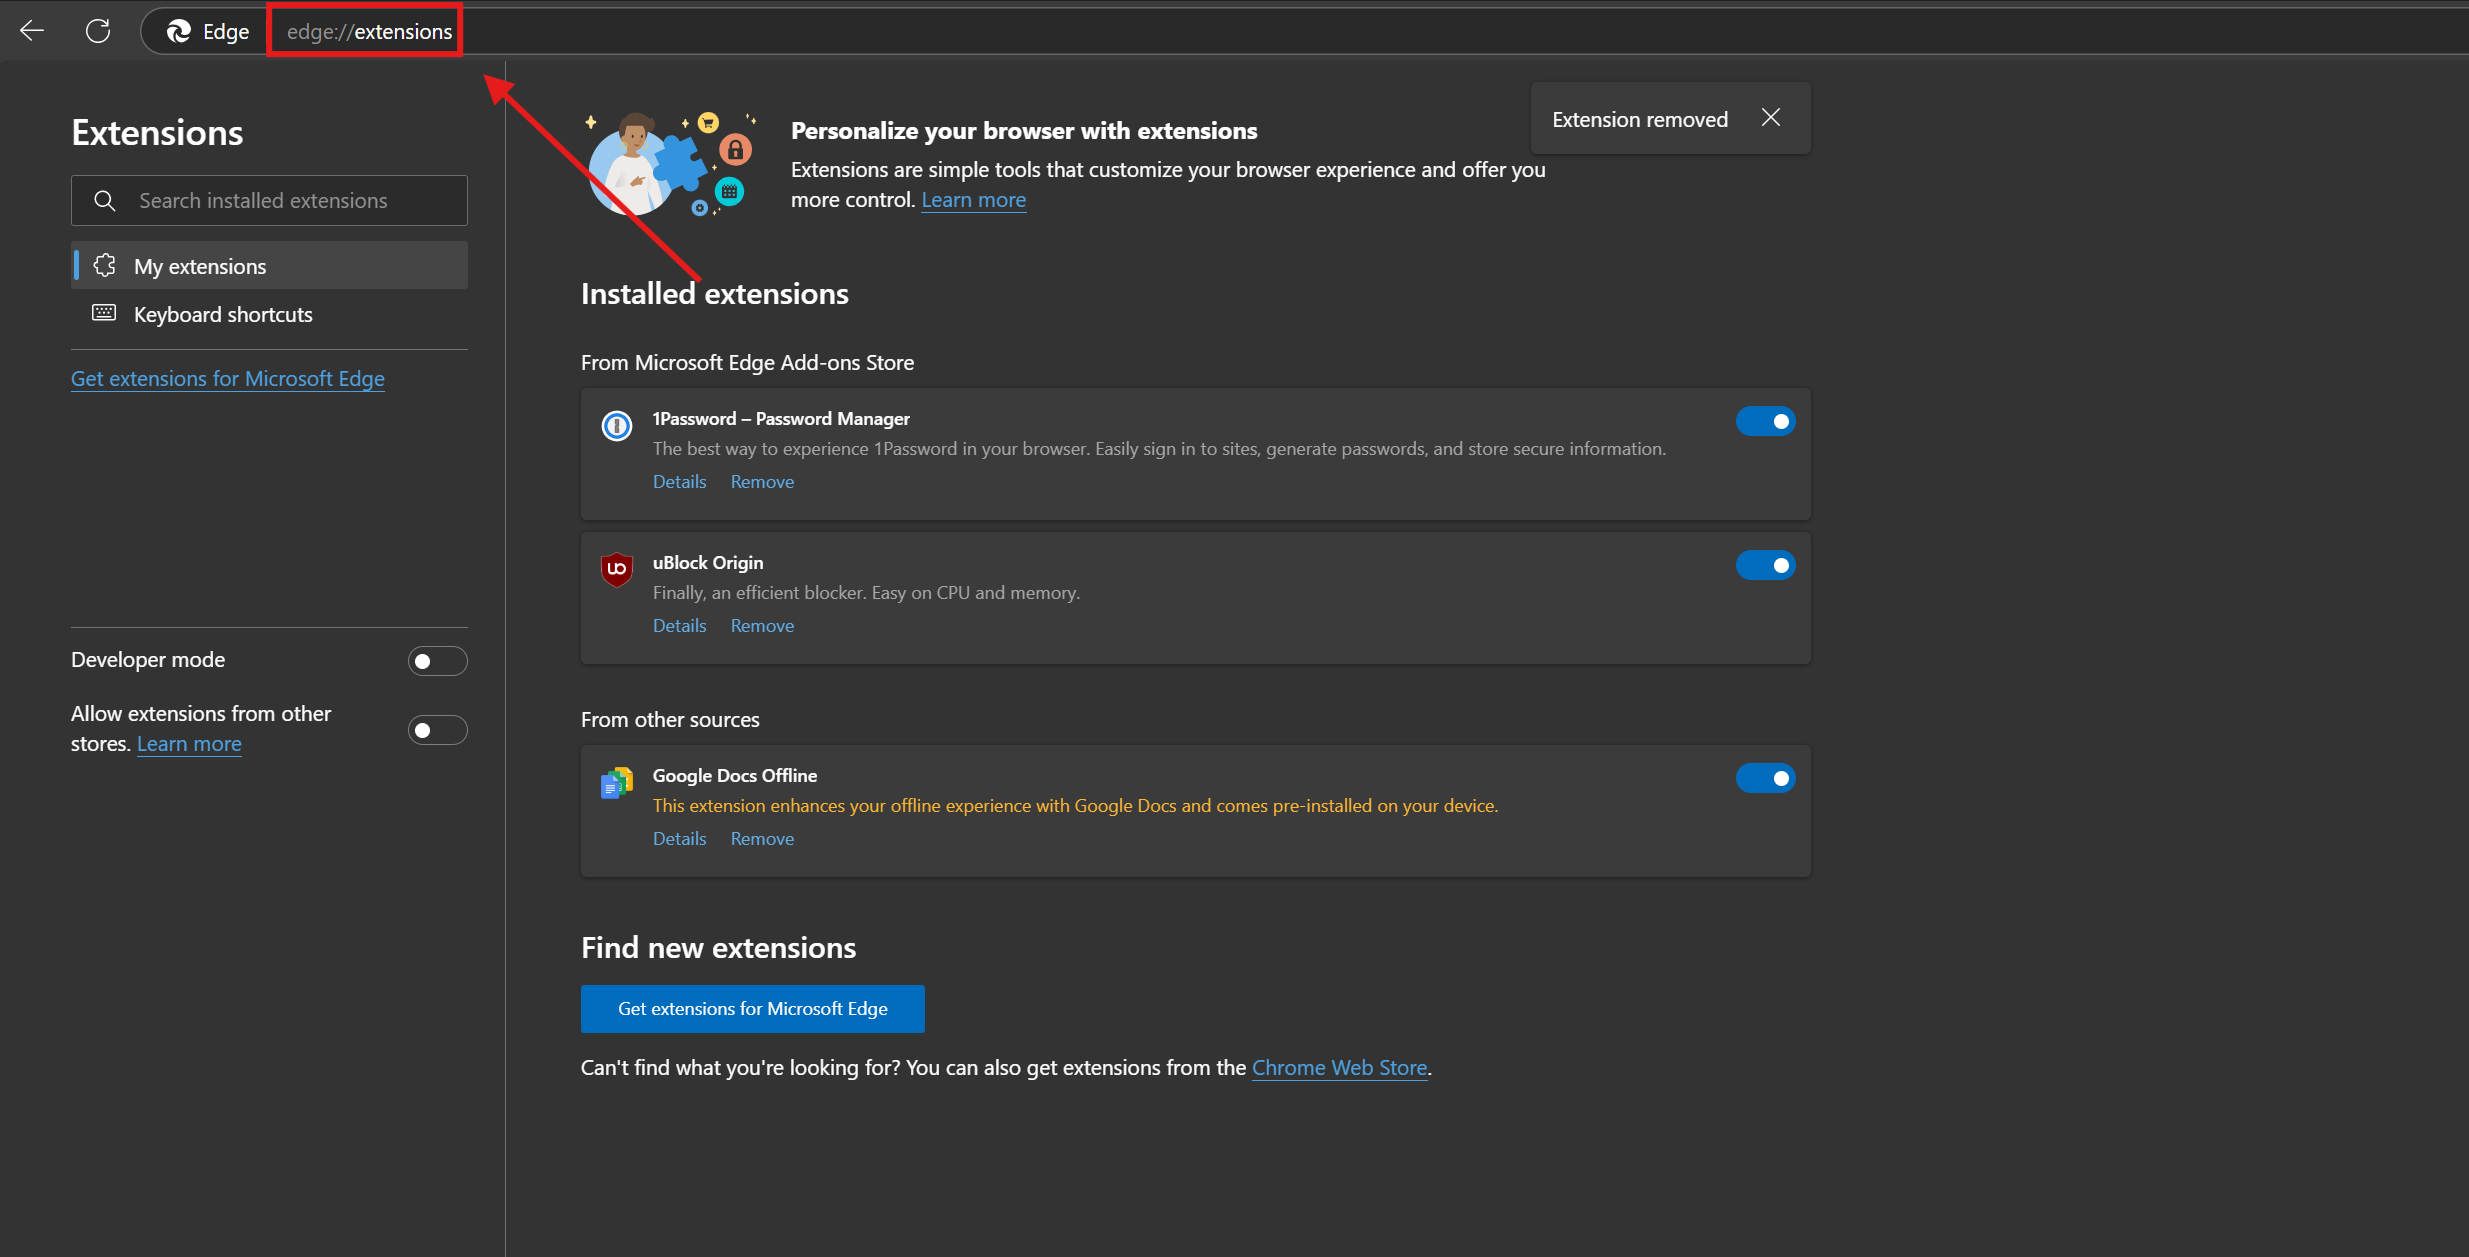 Edge
edge://extensions
Extensions
Search installed extensions
My extensions
Keyboard shortcuts
Get extensions for Microsoft Edge
Developer mode
Allow extensions from other
stores. Learn more
Personalize your browser with extensions
Extensions are simple tools that customize your browser experience and offer you
more control. Learn more
Extension removed
Installed extensions
From Microsoft Edge Add-ons Store
1Password – Password Manager
The best way to experience 1Password in your browser. Easily sign in to sites, generate passwords, and store secure information.
Details Remove
uBlock Origin
Finally, an efficient blocker. Easy on CPU and memory.
Details Remove
From other sources
Google Docs Offline
This extension enhances your offline experience with Google Docs and comes pre-installed on your device.
Details Remove
Find new extensions
Get extensions for Microsoft Edge
Can't find what you're looking for? You can also get extensions from the Chrome Web Store.